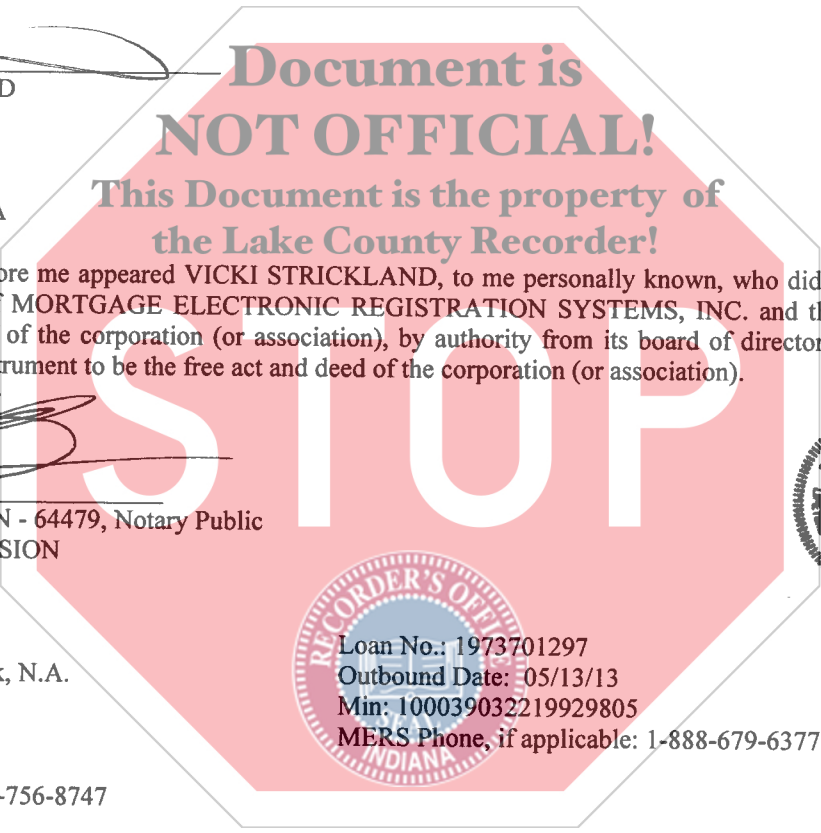 Document is
D
NOT OFFICIAL!
This Document is the property of
A
the Lake County Recorder!
ore me appeared VICKI STRICKLAND, to me personally known, who did
MORTGAGE ELECTRONIC REGISTRATION SYSTEMS, INC. and th
of the corporation (or association), by authority from its board of director
rument to be the free act and deed of the corporation (or association).
STOP
N - 64479, Notary Public
SION
RECORDER'S OFFICE
SEAL
INDIANA
Loan No.: 1973701297
k, N.A.
Outbound Date: 05/13/13
Min: 100039032219929805
MERS Phone, if applicable: 1-888-679-6377
-756-8747